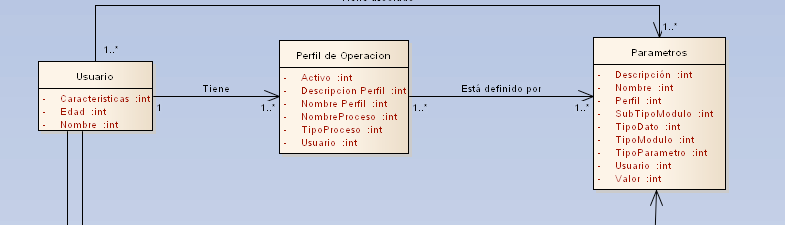 1..*
1..*
Usuario
- Caracteristicas :int
- Edad :int
- Nombre :int
Tiene
1
1..*
Perfil de Operacion
- Activo :int
- Descripcion Perfil :int
- Nombre Perfil :int
- NombreProceso :int
- TipoProceso :int
- Usuario :int
Está definido por
1..*
1..*
Parametros
- Descripción :int
- Nombre :int
- Perfil :int
- SubTipoModulo :int
- TipoDato :int
- TipoModulo :int
- TipoParametro :int
- Usuario :int
- Valor :int